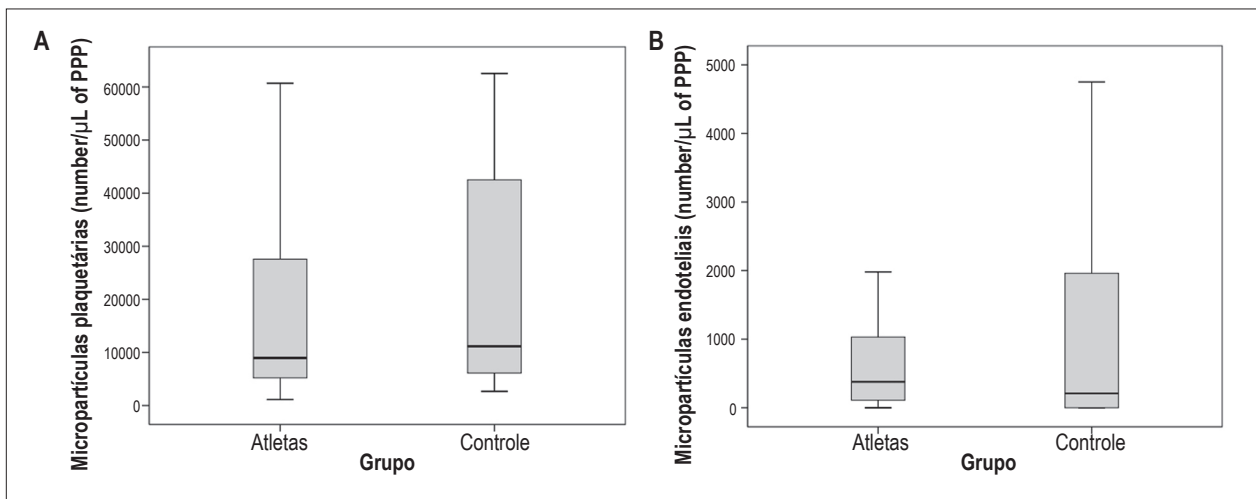 A
Micropartículas plaquetárias (number/µL of PPP)
60000
50000
40000
30000
20000
10000
0
Atletas
Controle
Grupo
B
Micropartículas endoteliais (number/µL of PPP)
5000
4000
3000
2000
1000
0
Atletas
Controle
Grupo